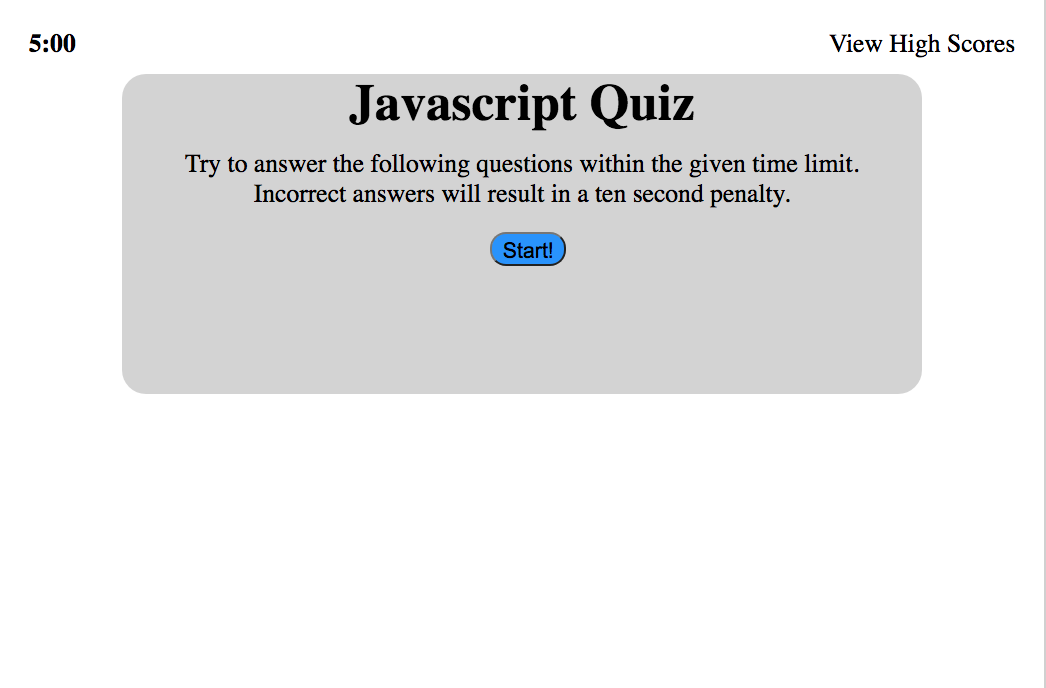 5:00
View High Scores
Javascript Quiz
Try to answer the following questions within the given time limit.
Incorrect answers will result in a ten second penalty.
Start!